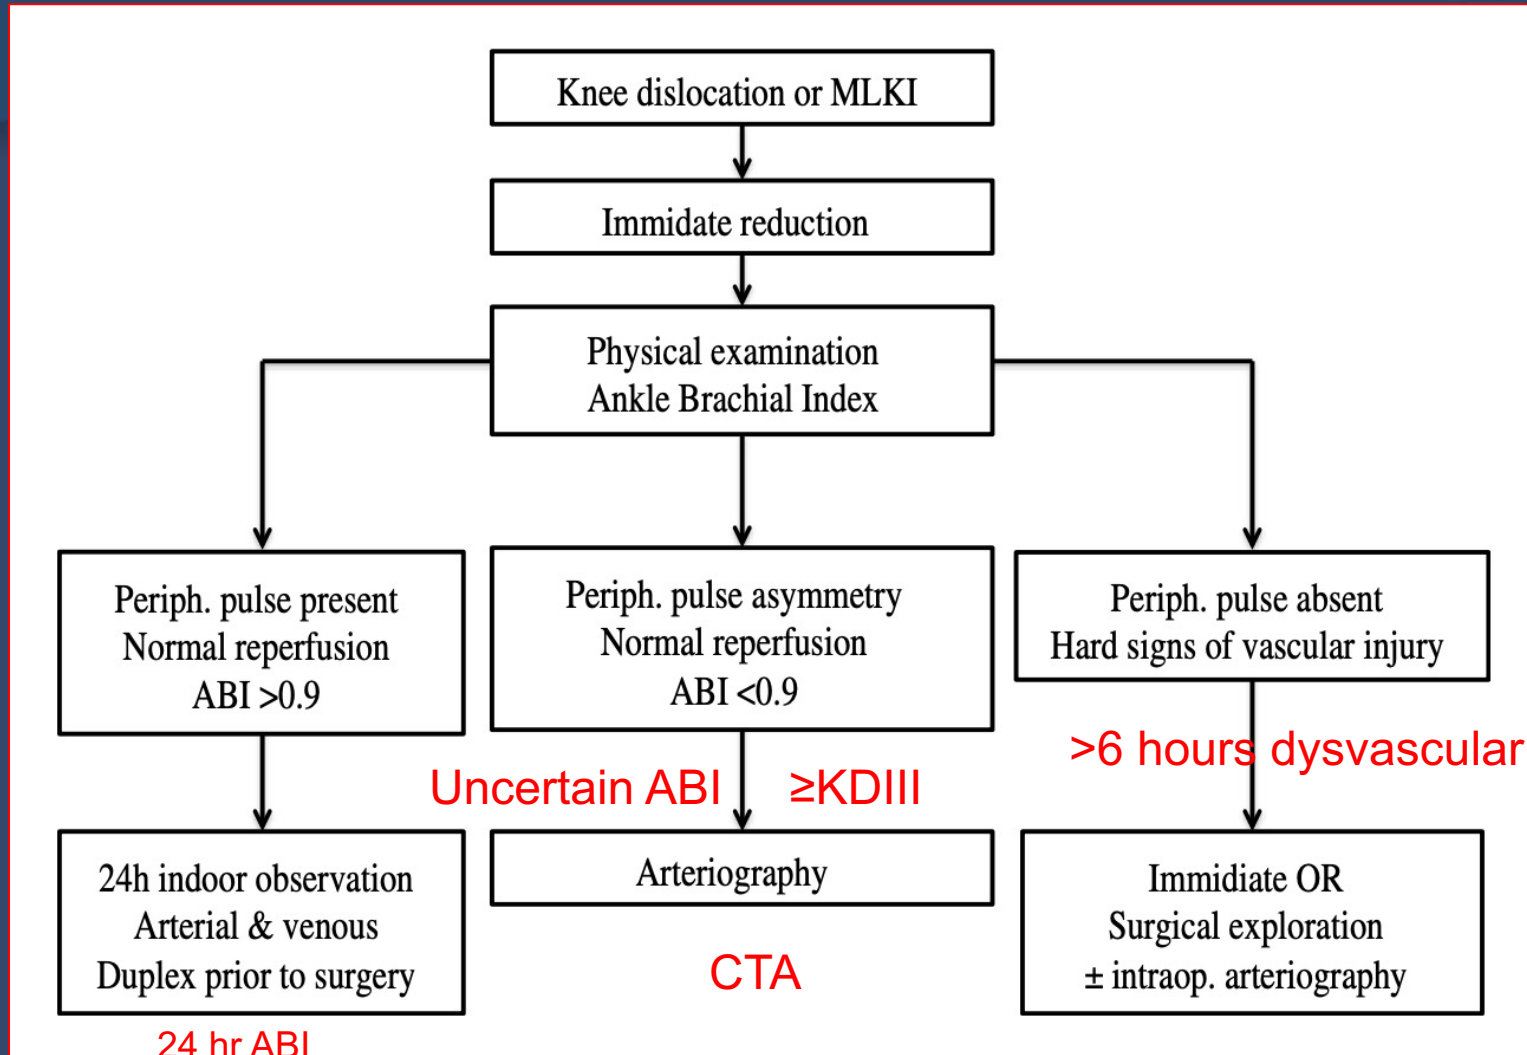 Knee dislocation or MLKI
Immidate reduction
Physical examination
Ankle Brachial Index
Periph. pulse present
Normal reperfusion
ABI >0.9
Periph. pulse asymmetry
Normal reperfusion
ABI <0.9
Periph. pulse absent
Hard signs of vascular injury
Uncertain ABI
≥KDIII
>6 hours dysvascular
24h indoor observation
Arterial & venous
Duplex prior to surgery
Arteriography
Immidiate OR
Surgical exploration
± intraop. arteriography
CTA
24 hr ABI